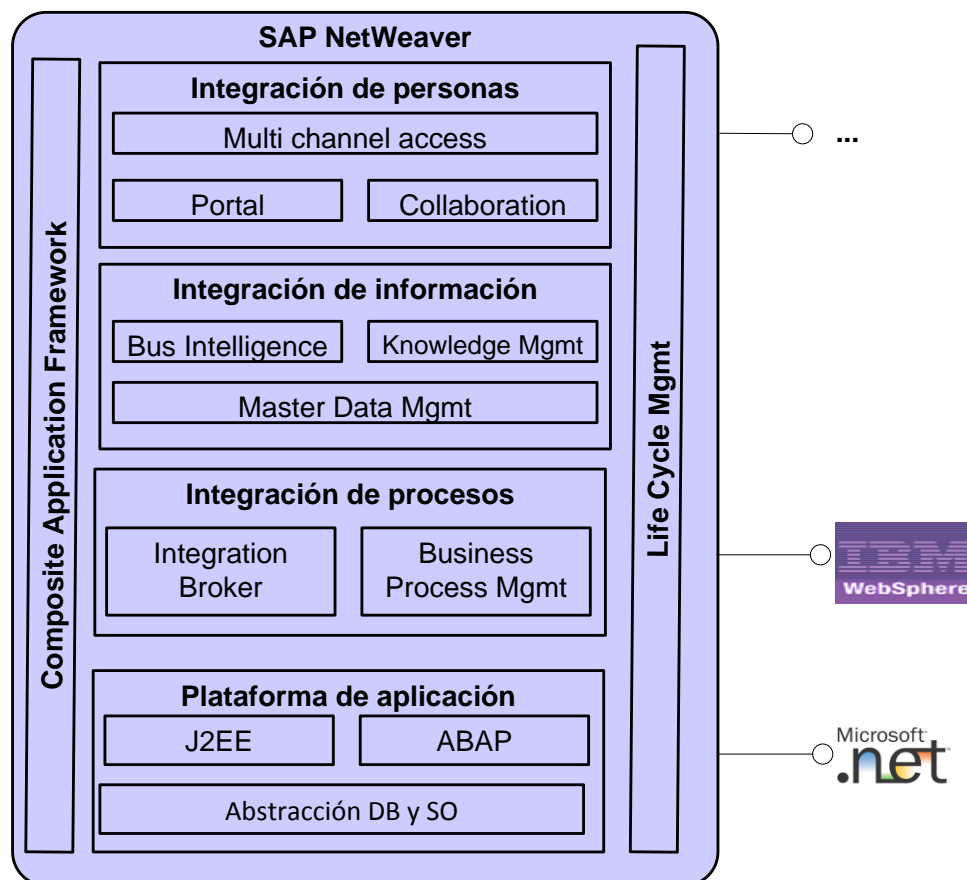 SAP NetWeaver
Composite Application Framework
Integración de personas
Multi channel access
Portal
Collaboration
Integración de información
Bus Intelligence
Knowledge Mgmt
Master Data Mgmt
Integración de procesos
Integration
Broker
Business
Process Mgmt
Plataforma de aplicación
J2EE
ABAP
Abstracción DB y SO
Life Cycle Mgmt
...
IBM
WebSphere
Microsoft
.net